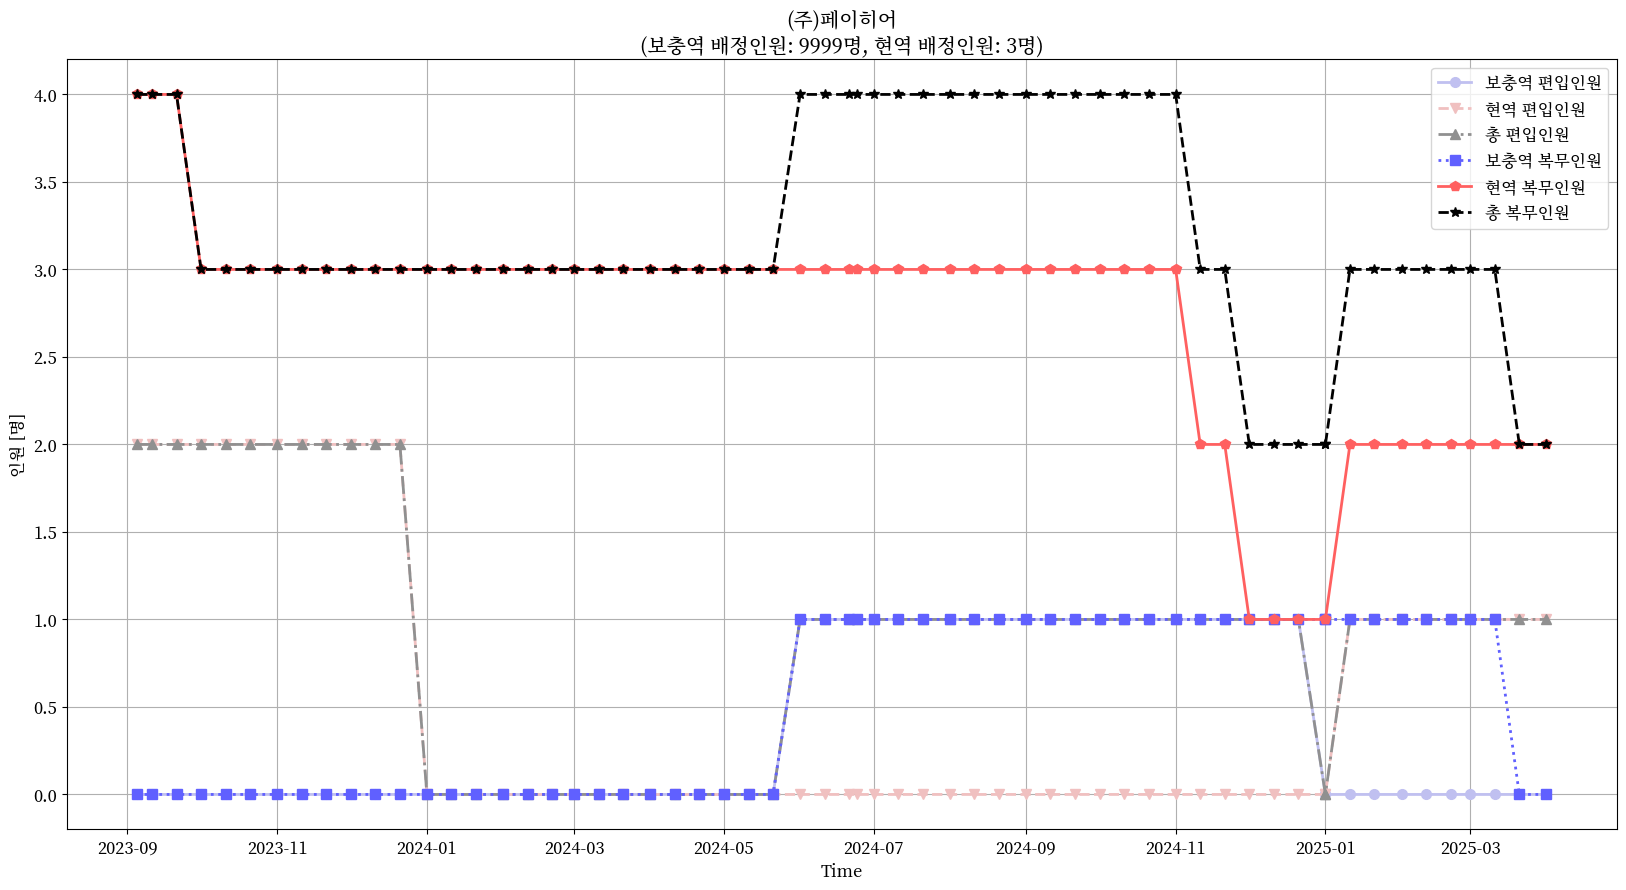 (주)페이히어
(보충역 배정인원: 9999명, 현역 배정인원: 3명)
보충역 편입인원
현역 편입인원
총 편입인원
보충역 복무인원
현역 복무인원
총 복무인원
인원 [명]
4.0
3.5
3.0
2.5
2.0
1.5
1.0
0.5
0.0
2023-09 2023-11 2024-01 2024-03 2024-05 2024-07 2024-09 2024-11 2025-01 2025-03
Time